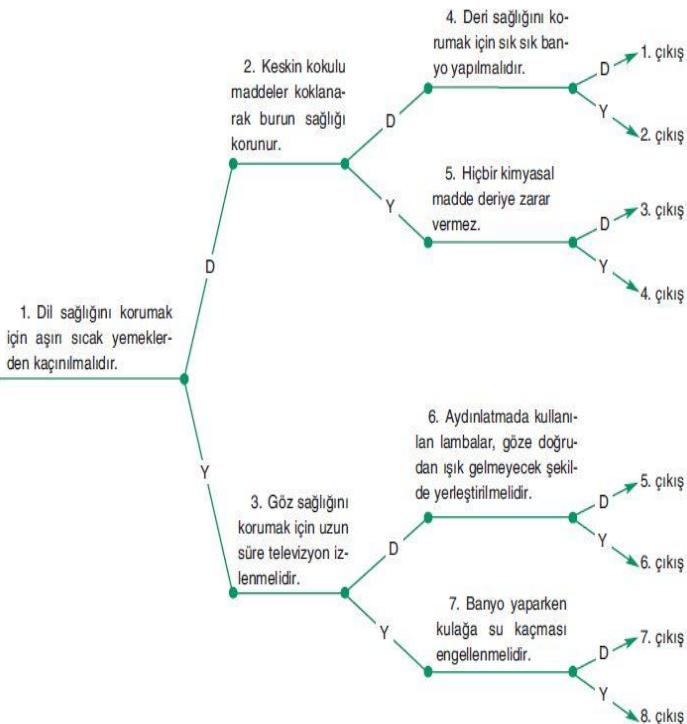 1. Dil sağlığını korumak
için aşırı sıcak yemekler-
den kaçınılmalıdır.
D
Y
2. Keskin kokulu
maddeler koklana-
rak burun sağlığı
korunur.
D
Y
3. Göz sağlığını
korumak için uzun
süre televizyon iz-
lenmelidir.
D
Y
4. Deri sağlığını ko-
rumak için sık sık ban-
yo yapılmalıdır.
D
1. çıkış
Y
2. çıkış
5. Hiçbir kimyasal
madde deriye zarar
vermez.
D
3. çıkış
Y
4. çıkış
6. Aydınlatmada kullanı-
lan lambalar, göze doğru-
dan ışık gelmeyecek şekil-
de yerleştirilmelidir.
D
5. çıkış
Y
6. çıkış
7. Banyo yaparken
kulağa su kaçması
engellenmelidir.
D
7. çıkış
Y
8. çıkış